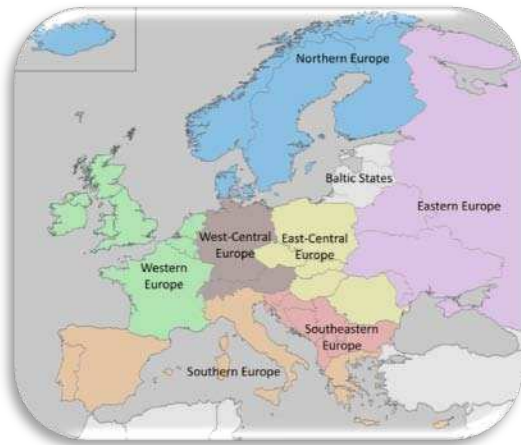 Northern Europe
Baltic States
Eastern Europe
West-Central
Europe
East-Central
Europe
Western
Europe
Southeastern
Europe
Southern Europe